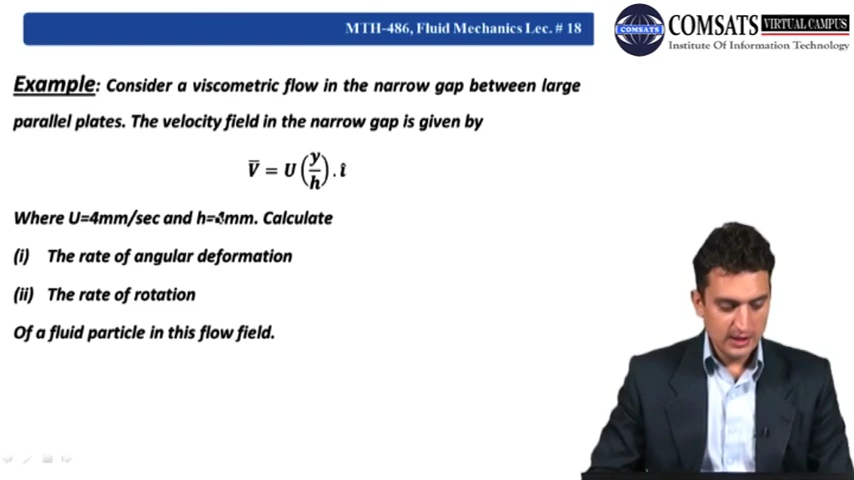 MTH-486, Fluid Mechanics Lec. # 18
COMSATS
COMSATS VIRTUAL CAMPUS
Institute Of Information Technology
Example: Consider a viscometric flow in the narrow gap between large
parallel plates. The velocity field in the narrow gap is given by
V̅ = U (y/h) . î
Where U=4mm/sec and h= mm. Calculate
(i) The rate of angular deformation
(ii) The rate of rotation
Of a fluid particle in this flow field.